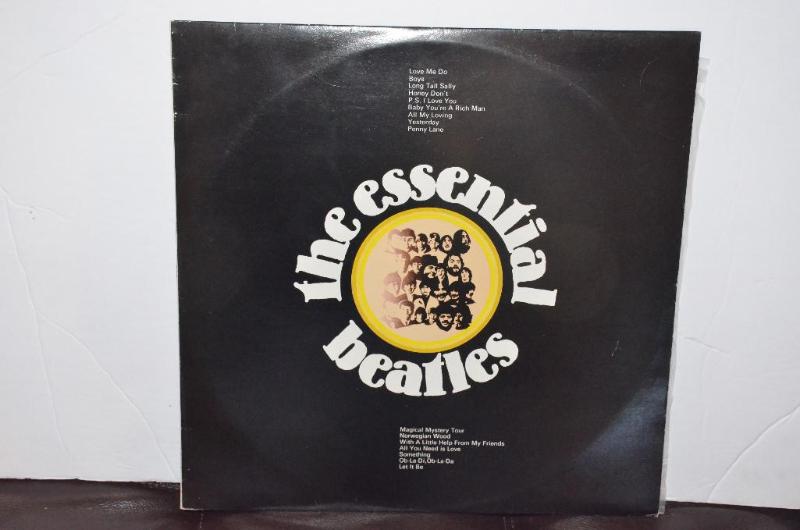 Love Me Do
Boys
Long Tall Sally
Honey Don't
P.S. I Love You
Baby You're A Rich Man
All My Loving
Yesterday
Penny Lane
the essential
beatles
Magical Mystery Tour
Norwegian Wood
With A Little Help From My Friends
All You Need is Love
Something
Ob-La-Di,Ob-La-Da
Let It Be